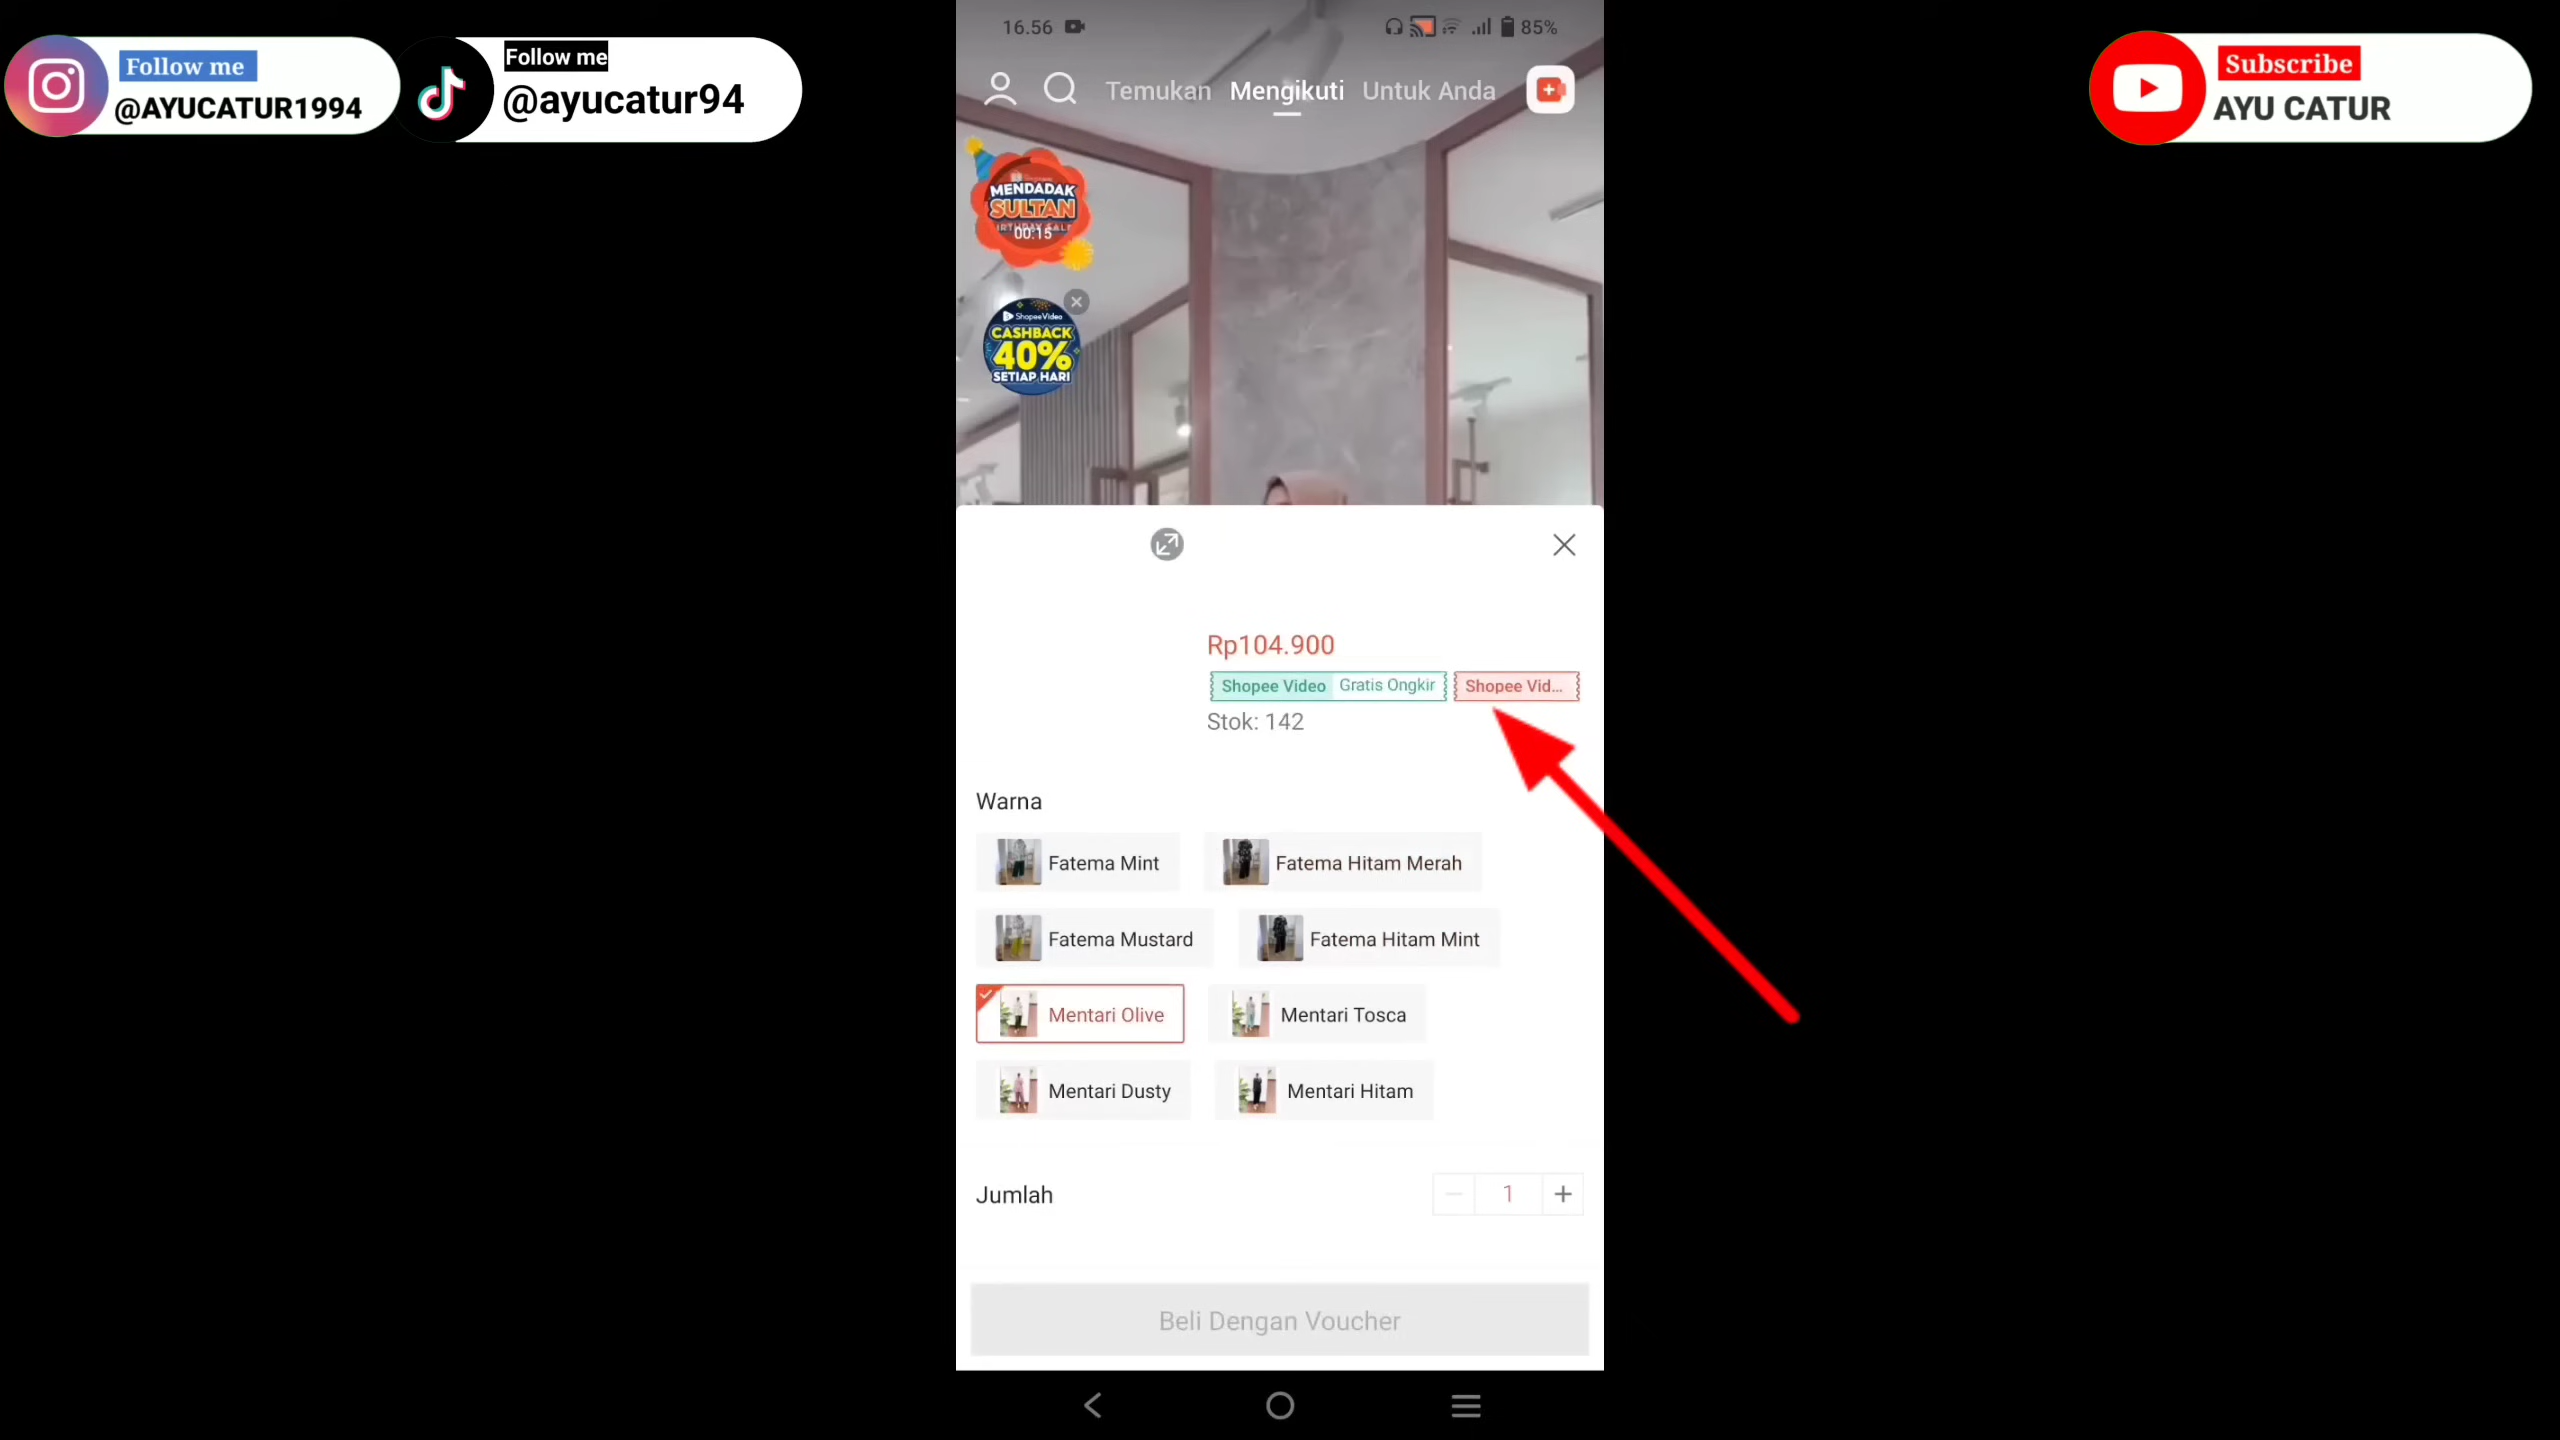 Follow me
@AYUCATUR1994
Follow me
@ayucatur94
Subscribe
AYU CATUR
16.56
85%
Temukan Mengikuti Untuk Anda
MENDADAK
SULTAN
00:15
ShopeeVideo
CASHBACK
40%
SETIAP HARI
Rp104.900
Shopee Video Gratis Ongkir Shopee Vid...
Stok: 142
Warna
Fatema Mint Fatema Hitam Merah
Fatema Mustard Fatema Hitam Mint
Mentari Olive Mentari Tosca
Mentari Dusty Mentari Hitam
Jumlah 1
Beli Dengan Voucher